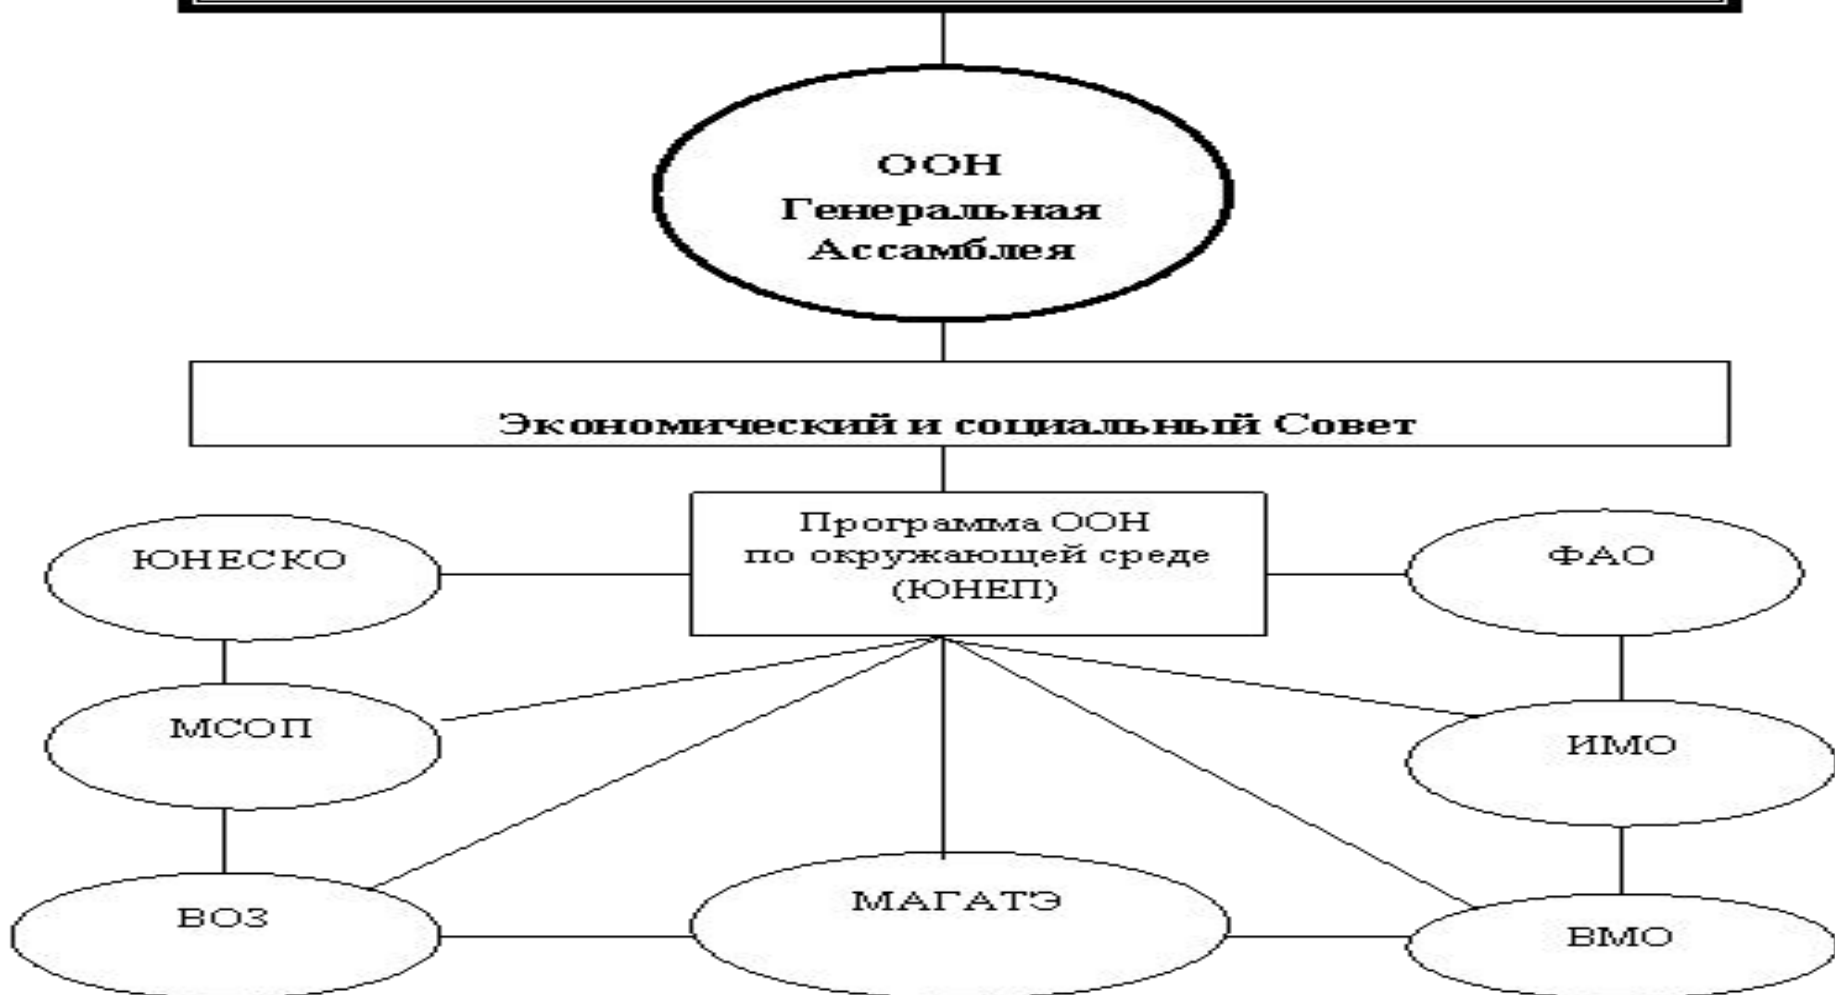 ООН
Генеральная
Ассамблея
Экономический и социальный Совет
Программа ООН
по окружающей среде
(ЮНЕП)
ЮНЕСКО
ФАО
МСОП
ИМО
ВОЗ
МАГАТЭ
ВМО